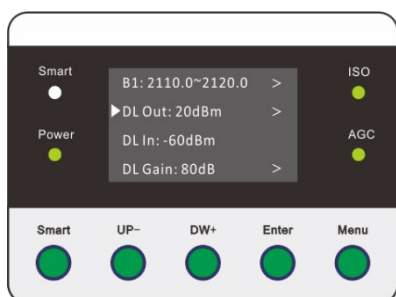 Smart
Power
B1: 2110.0~2120.0 >
DL Out: 20dBm >
DL In: -60dBm
DL Gain: 80dB >
ISO
AGC
Smart UP− DW+ Enter Menu